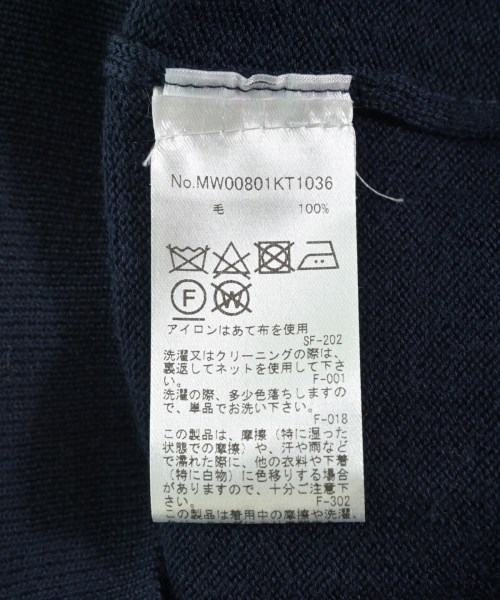 No.MW00801KT1036
毛 100%
F W
アイロンはあて布を使用
SF-202
洗濯又はクリーニングの際は、
裏返してネットを使用して下さ
い。 F-001
洗濯の際、多少色落ちしますの
で、単品でお洗い下さい。
F-018
この製品は、摩擦（特に湿った
状態での摩擦）や、汗や雨など
で濡れた際に、他の衣料や下着
（特に白物）に色移りする場合
がありますので、十分ご注意下
さい。 F-302
この製品は着用中の摩擦や洗濯